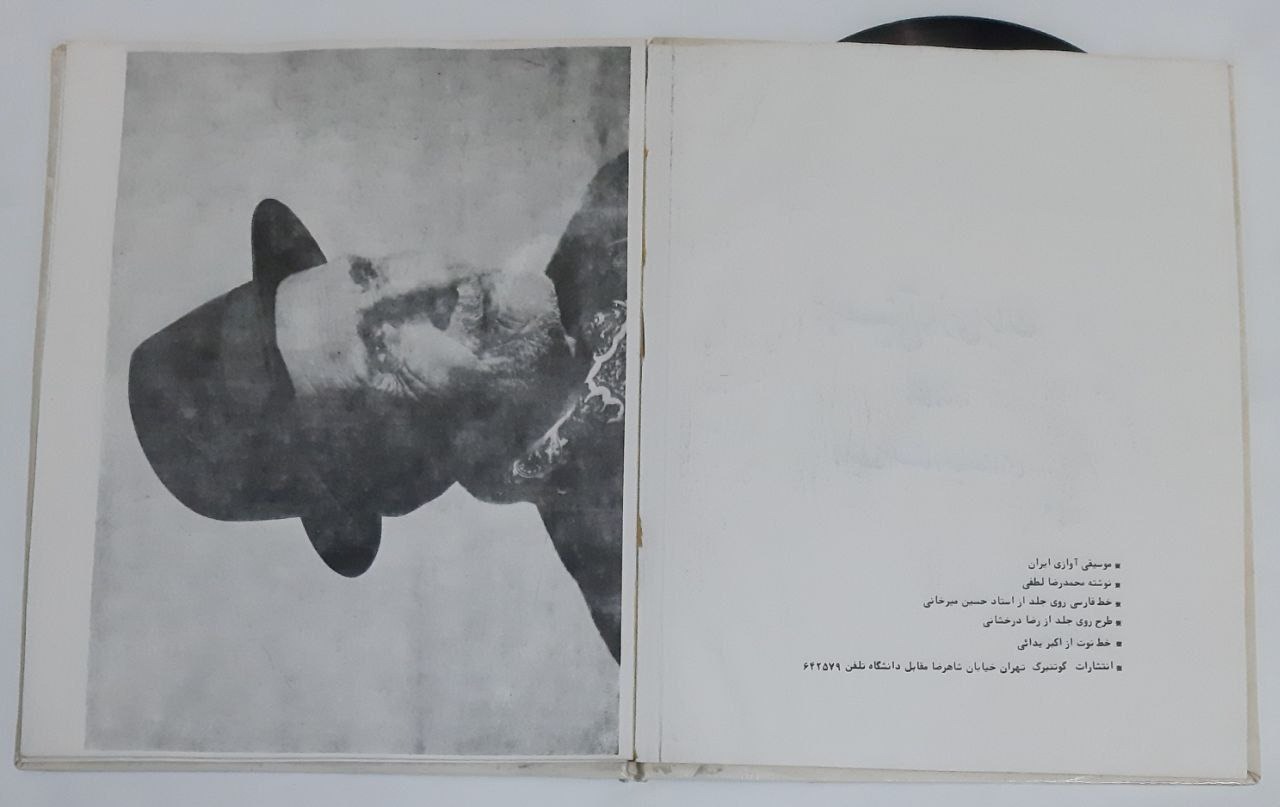 ■ موسیقی آوازی ایران
■ نوشته محمدرضا لطفی
■ خط فارسی روی جلد از استاد حسین میرخانی
■ طرح روی جلد از رضا درخشانی
■ خط نوت از اکبر یدائی
■ انتشارات گوتنبرگ تهران خیابان شاهرضا مقابل دانشگاه تلفن ۶۴۲۵۷۹